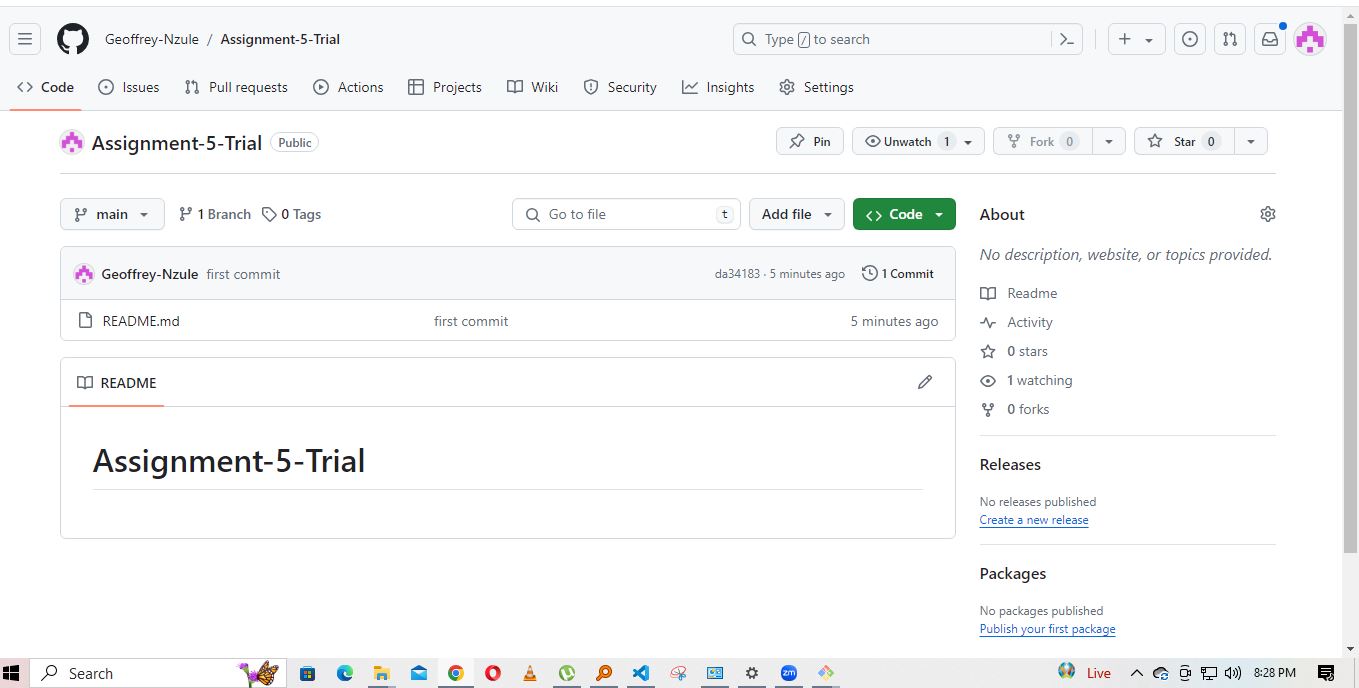 Geoffrey-Nzule / Assignment-5-Trial
Type / to search
Code Issues Pull requests Actions Projects Wiki Security Insights Settings
Assignment-5-Trial Public
Pin Unwatch 1 Fork 0 Star 0
main 1 Branch 0 Tags Go to file t Add file <> Code
Geoffrey-Nzule first commit da34183 · 5 minutes ago 1 Commit
README.md first commit 5 minutes ago
README
Assignment-5-Trial
About
No description, website, or topics provided.
Readme
Activity
0 stars
1 watching
0 forks
Releases
No releases published
Create a new release
Packages
No packages published
Publish your first package
Search zm Live 8:28 PM